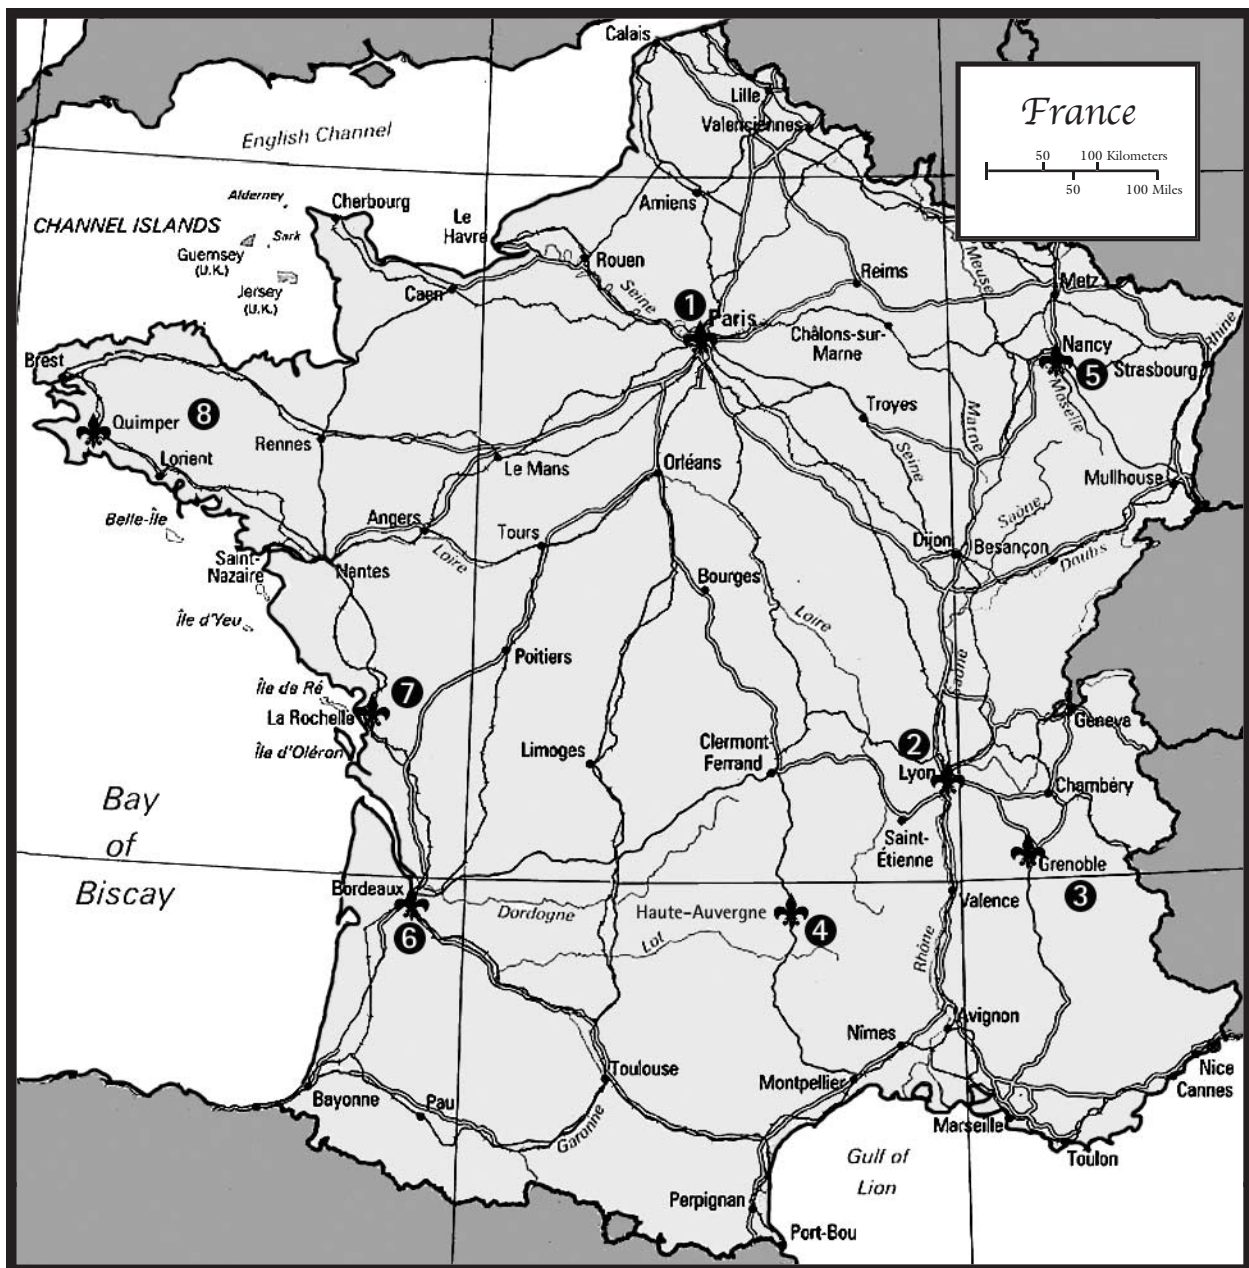 Calais
Lille
Valenciennes
France
50
100 Kilometers
50
100 Miles
English Channel
Amiens
Alderney
Cherbourg
CHANNEL ISLANDS
Sark
Guernsey
(U.K.)
Jersey
(U.K.)
Le
Havre
Rouen
Caen
Seine
Reims
Meuse
Metz
1
Paris
Châlons-sur-
Marne
Nancy
5
Strasbourg
Rhine
Moselle
Brest
Quimper
8
Rennes
Lorient
Le Mans
Orléans
Troyes
Seine
Marne
Mullhouse
Belle-Île
Angers
Tours
Loire
Saint-
Nazaire
Nantes
Dijon
Besançon
Saône
Doubs
Bourges
Île d'Yeu
Loire
Poitiers
Saône
Île de Ré
7
La Rochelle
Île d'Oléron
Limoges
Clermont-
Ferrand
2
Lyon
Geneva
Chambéry
Bay
of
Biscay
Saint-
Étienne
Grenoble
3
Bordeaux
6
Dordogne
Haute-Auvergne
4
Lot
Valence
Rhône
Avignon
Nîmes
Toulouse
Montpellier
Nice
Cannes
Bayonne
Pau
Garonne
Marseille
Toulon
Gulf of
Lion
Perpignan
Port-Bou